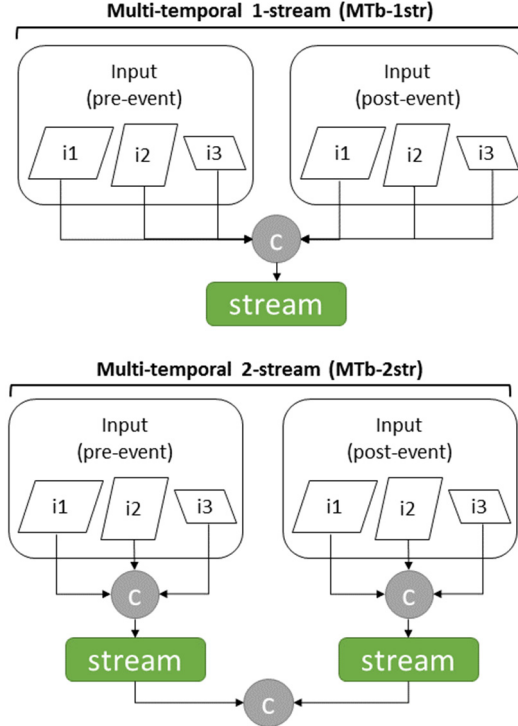 Multi-temporal 1-stream (MTb-1str)
Input
(pre-event)
Input
(post-event)
i1
i2
i3
i1
i2
i3
c
stream
Multi-temporal 2-stream (MTb-2str)
Input
(pre-event)
Input
(post-event)
i1
i2
i3
i1
i2
i3
c
c
stream
stream
c